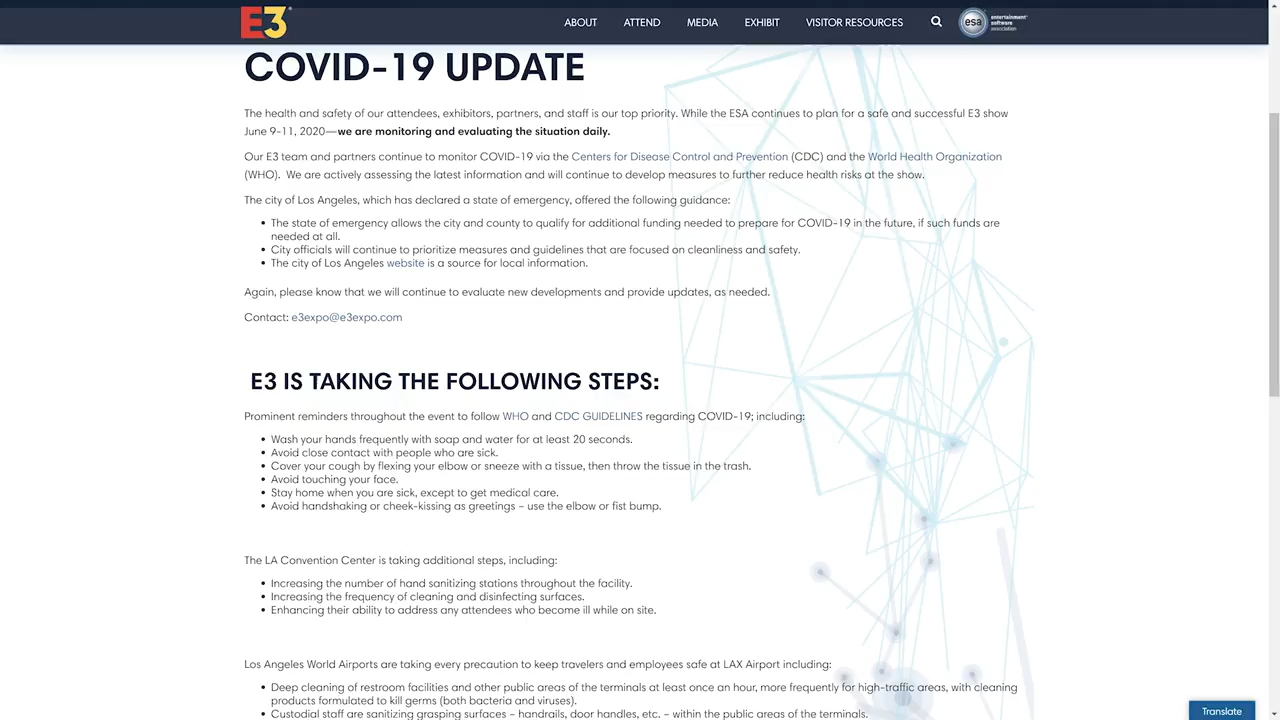 E3
ABOUT
ATTEND
MEDIA
EXHIBIT
VISITOR RESOURCES
esa entertainment software association
COVID-19 UPDATE
The health and safety of our attendees, exhibitors, partners, and staff is our top priority. While the ESA continues to plan for a safe and successful E3 show
June 9-11, 2020—we are monitoring and evaluating the situation daily.
Our E3 team and partners continue to monitor COVID-19 via the Centers for Disease Control and Prevention (CDC) and the World Health Organization
(WHO). We are actively assessing the latest information and will continue to develop measures to further reduce health risks at the show.
The city of Los Angeles, which has declared a state of emergency, offered the following guidance:
• The state of emergency allows the city and county to qualify for additional funding needed to prepare for COVID-19 in the future, if such funds are
needed at all.
• City officials will continue to prioritize measures and guidelines that are focused on cleanliness and safety.
• The city of Los Angeles website is a source for local information.
Again, please know that we will continue to evaluate new developments and provide updates, as needed.
Contact: e3expo@e3expo.com
E3 IS TAKING THE FOLLOWING STEPS:
Prominent reminders throughout the event to follow WHO and CDC GUIDELINES regarding COVID-19; including:
• Wash your hands frequently with soap and water for at least 20 seconds.
• Avoid close contact with people who are sick.
• Cover your cough by flexing your elbow or sneeze with a tissue, then throw the tissue in the trash.
• Avoid touching your face.
• Stay home when you are sick, except to get medical care.
• Avoid handshaking or cheek-kissing as greetings – use the elbow or fist bump.
The LA Convention Center is taking additional steps, including:
• Increasing the number of hand sanitizing stations throughout the facility.
• Increasing the frequency of cleaning and disinfecting surfaces.
• Enhancing their ability to address any attendees who become ill while on site.
Los Angeles World Airports are taking every precaution to keep travelers and employees safe at LAX Airport including:
• Deep cleaning of restroom facilities and other public areas of the terminals at least once an hour, more frequently for high-traffic areas, with cleaning
products formulated to kill germs (both bacteria and viruses).
• Custodial staff are sanitizing grasping surfaces – handrails, door handles, etc. – within the public areas of the terminals.
Translate